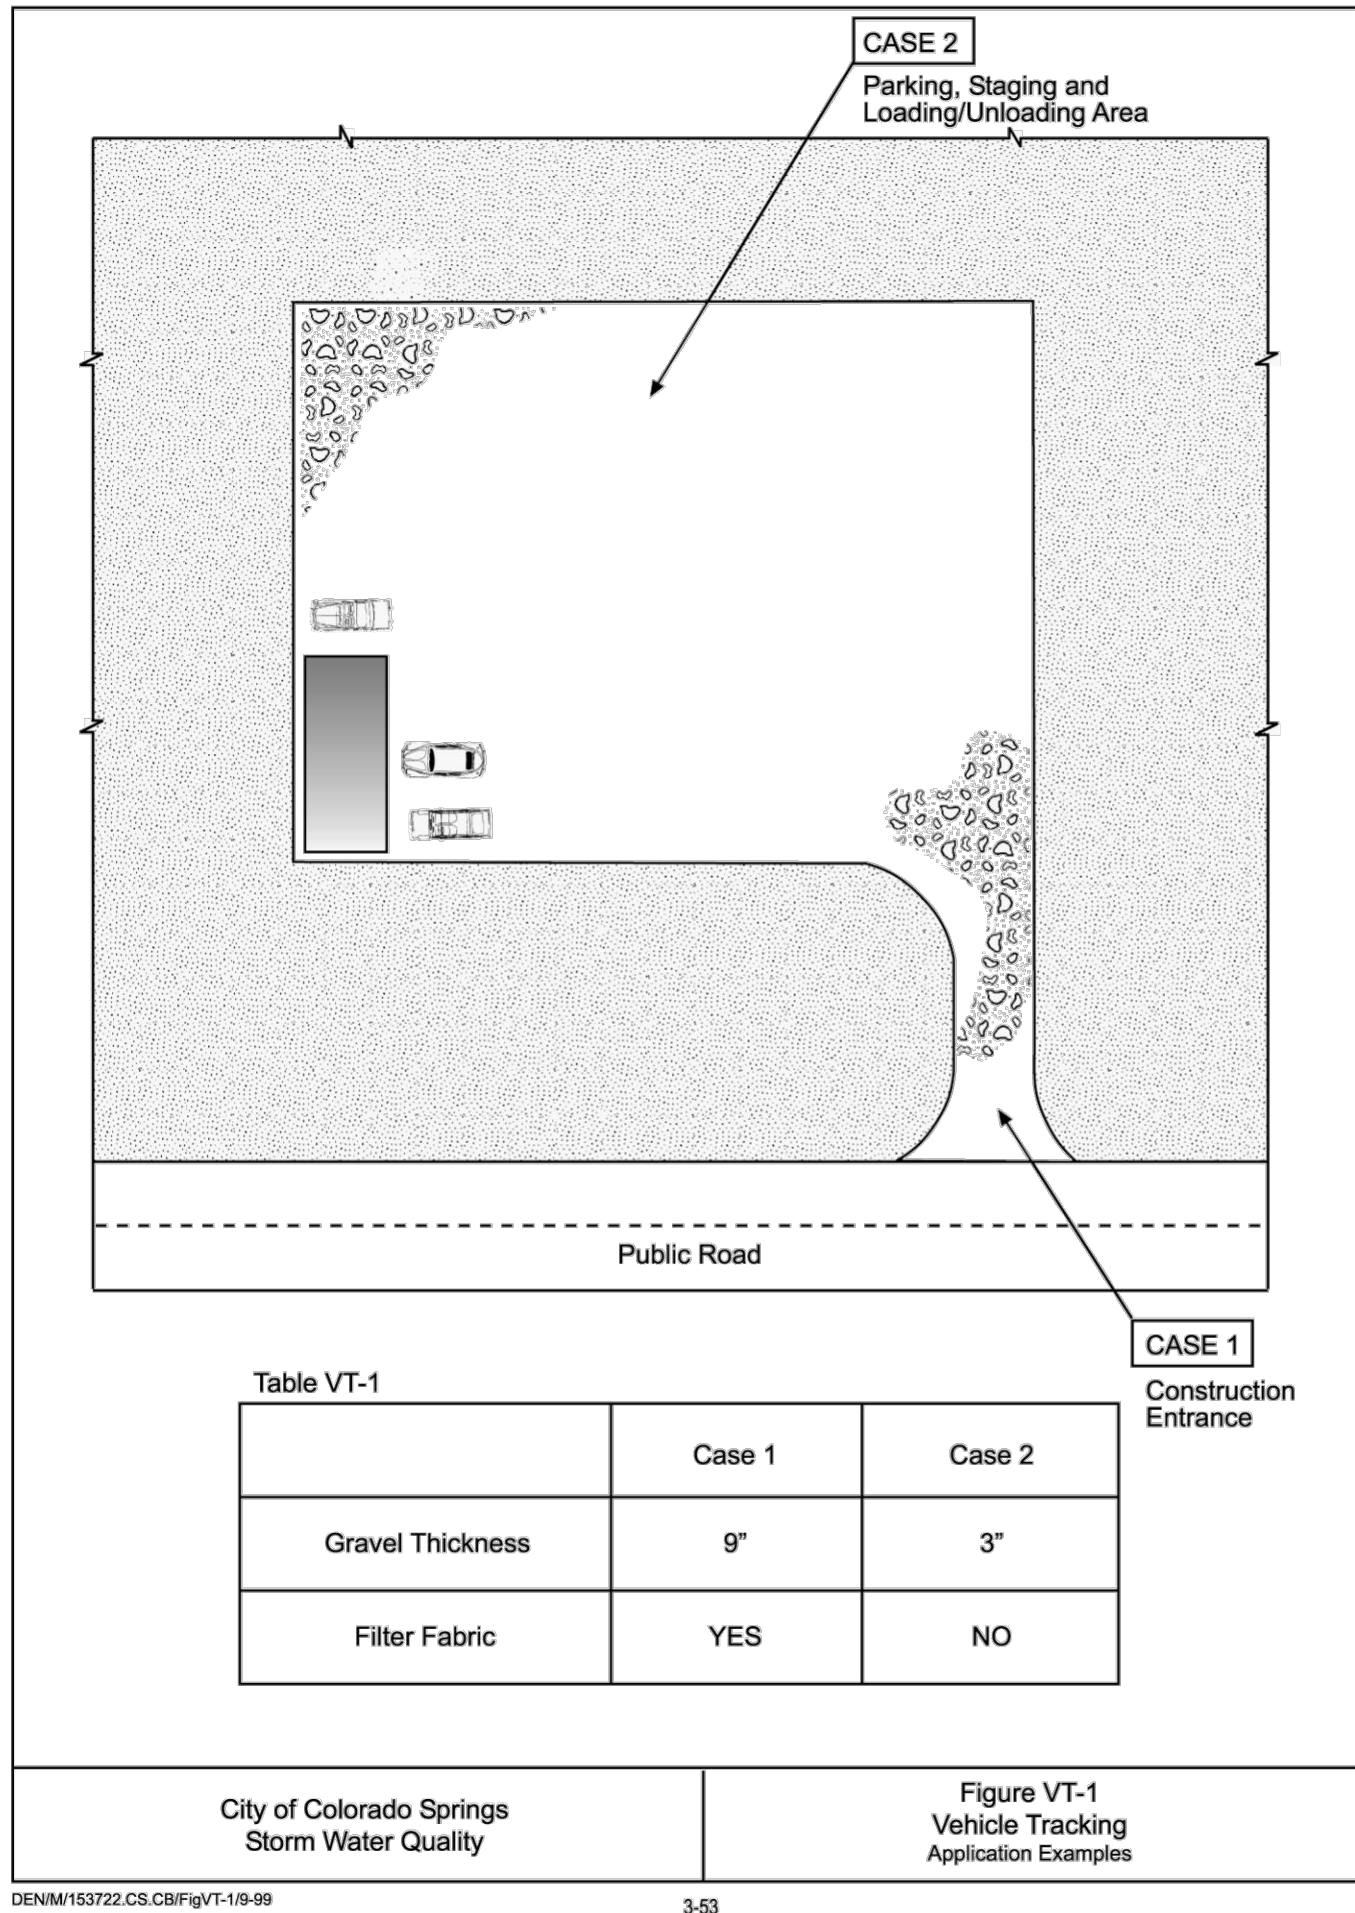 CASE 2
Parking, Staging and
Loading/Unloading Area
Public Road
CASE 1
Construction
Entrance
Table VT-1
Case 1 Case 2
Gravel Thickness 9” 3”
Filter Fabric YES NO
City of Colorado Springs
Storm Water Quality
Figure VT-1
Vehicle Tracking
Application Examples
DEN/M/153722.CS.CB/FigVT-1/9-99
3-53